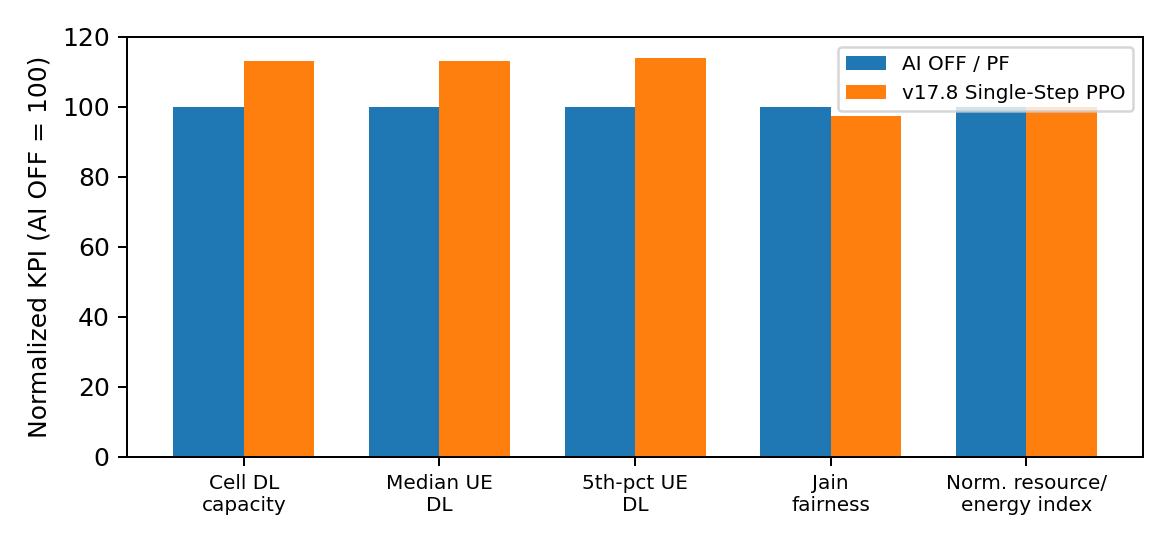 Normalized KPI (AI OFF = 100)
120
100
80
60
40
20
0
AI OFF / PF
v17.8 Single-Step PPO
Cell DL
capacity
Median UE
DL
5th-pct UE
DL
Jain
fairness
Norm. resource/
energy index